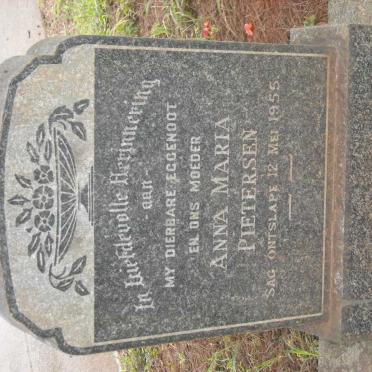 In Liefdevolle Herinnering
- aan -
MY DIERBARE EGGENOOT
EN ONS MOEDER
ANNA MARIA
PIETERSEN
SAG ONTSLAPE 12 MEI 1955